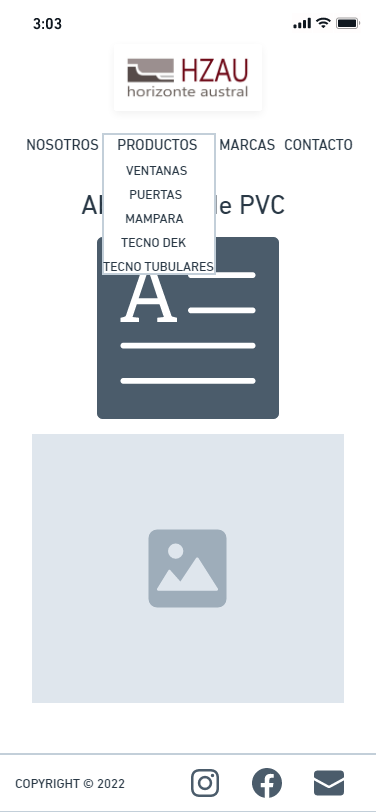 3:03
HZAU
horizonte austral
NOSOTROS PRODUCTOS MARCAS CONTACTO
VENTANAS
PUERTAS
MAMPARA
TECNO DEK
TECNO TUBULARES
PVC
A
COPYRIGHT © 2022